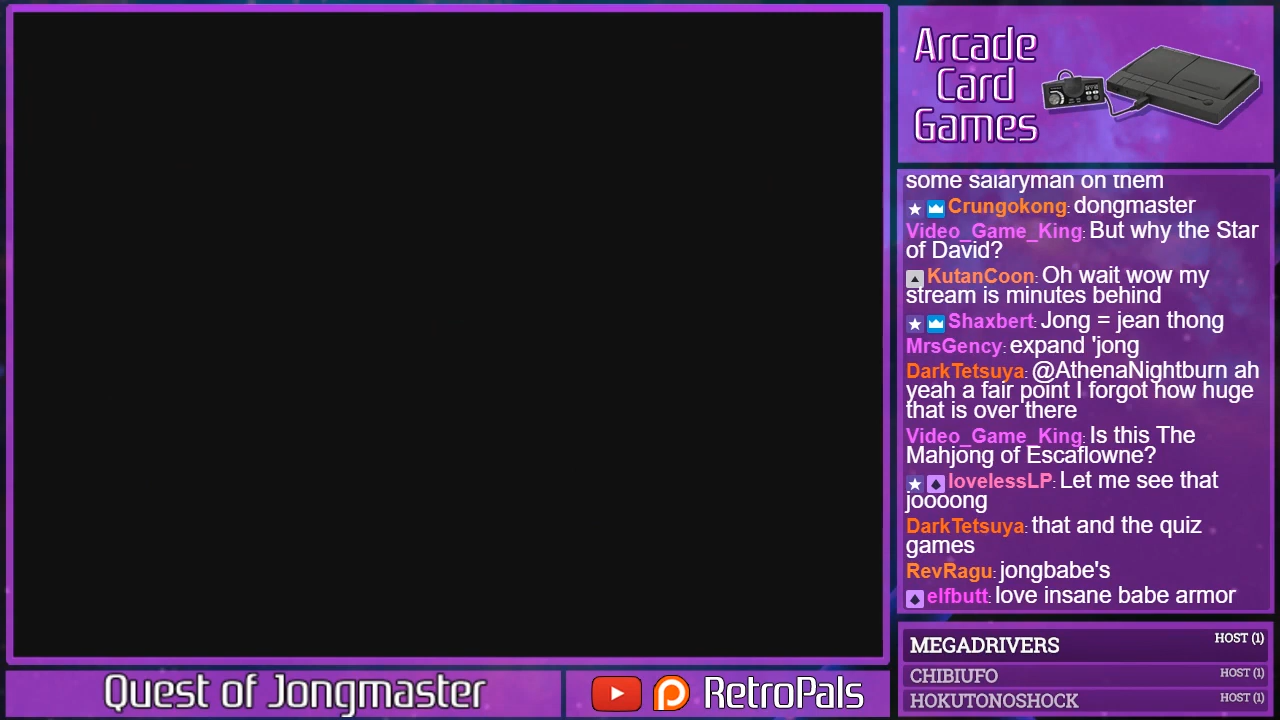 Arcade
Card
Games
some salaryman on them
Crungokong: dongmaster
Video_Game_King: But why the Star
of David?
KutanCoon: Oh wait wow my
stream is minutes behind
Shaxbert: Jong = jean thong
MrsGency: expand 'jong
DarkTetsuya: @AthenaNightburn ah
yeah a fair point I forgot how huge
that is over there
Video_Game_King: Is this The
Mahjong of Escaflowne?
lovelessLP: Let me see that
joooong
DarkTetsuya: that and the quiz
games
RevRagu: jongbabe's
elfbutt: love insane babe armor
MEGADRIVERS HOST (1)
CHIBIUFO HOST (1)
HOKUTONOSHOCK HOST (1)
Quest of Jongmaster
RetroPals